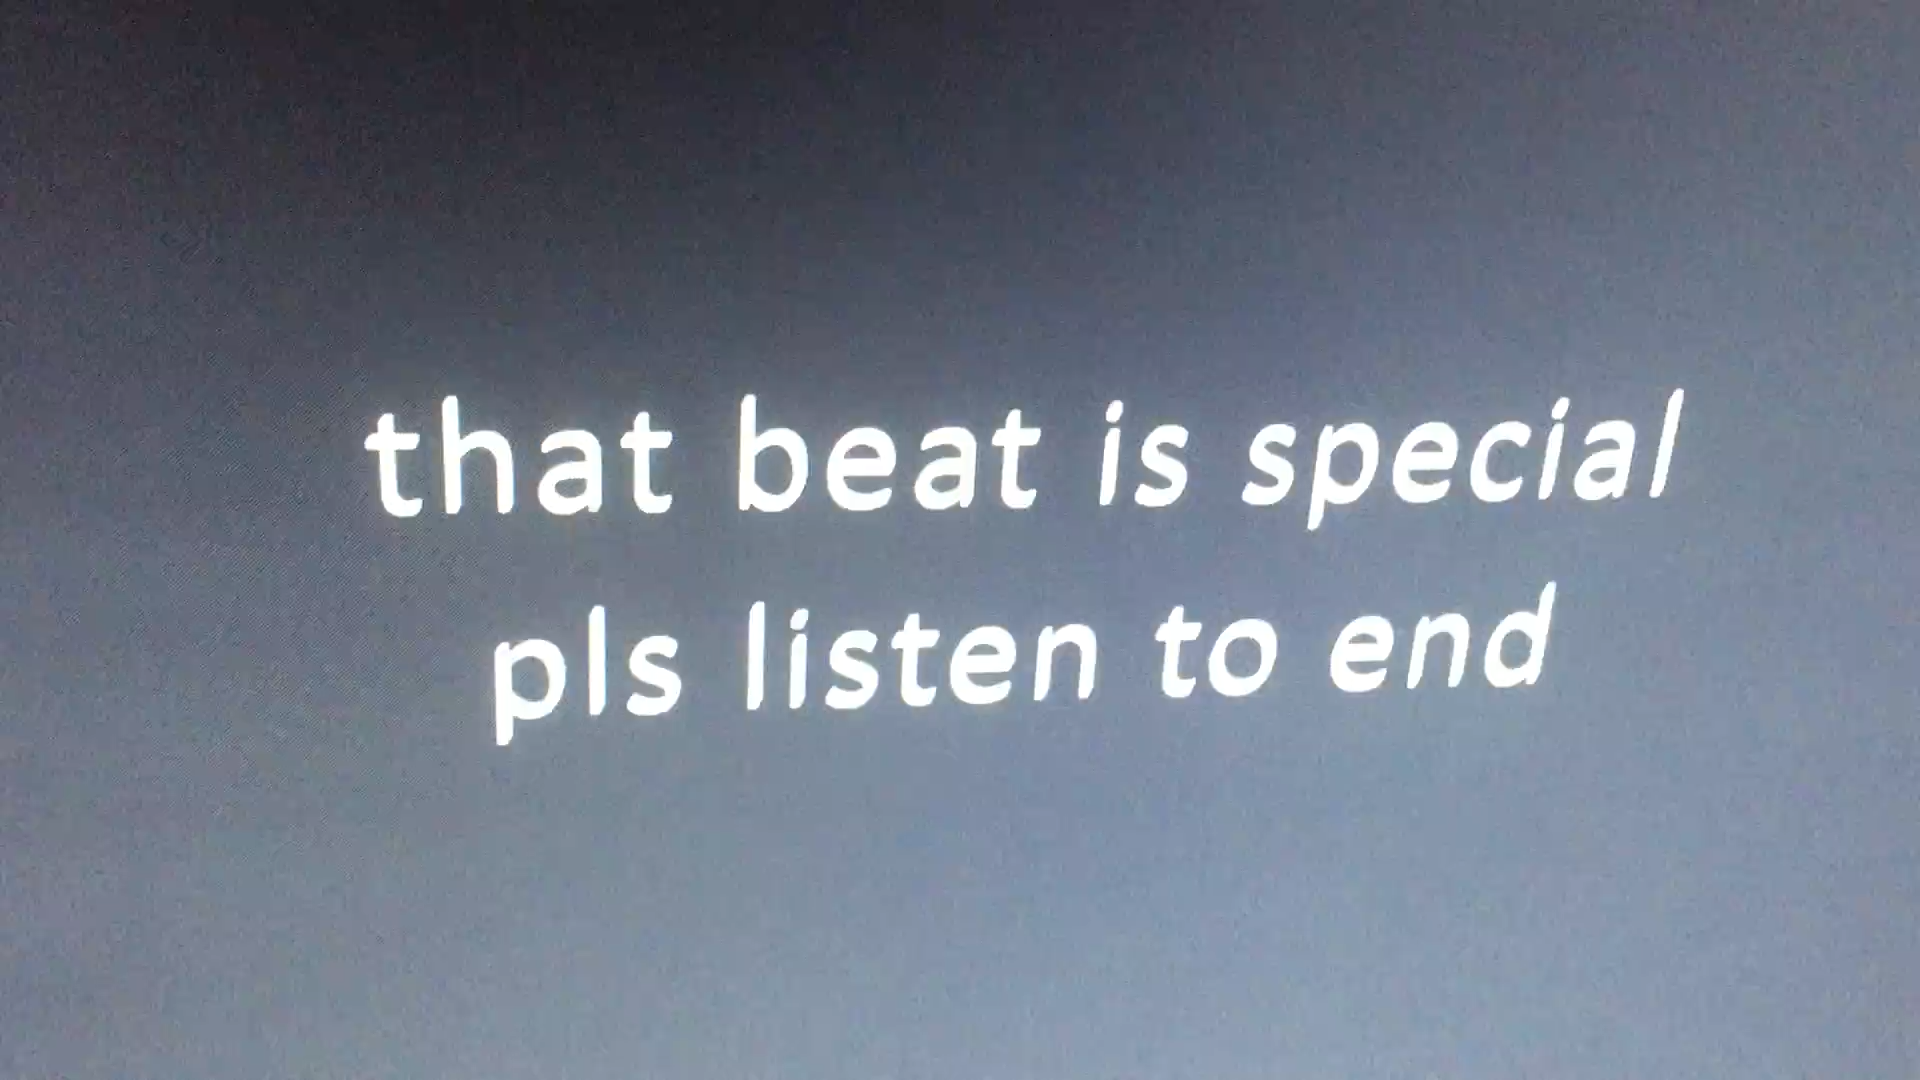 that beat is special
pls listen to end